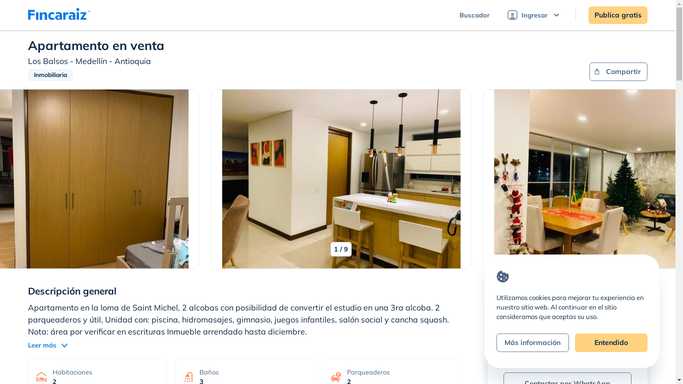 Fincaraiz
Buscador
Ingresar
Publica gratis
Apartamento en venta
Los Balsos - Medellín - Antioquia
Inmobiliaria
Compartir
1 / 9
Descripción general
Apartamento en la loma de Saint Michel, 2 alcobas con posibilidad de convertir el estudio en una 3ra alcoba. 2
parqueaderos y útil. Unidad con: piscina, hidromasajes, gimnasio, juegos infantiles, salón social y cancha squash.
Nota: área por verificar en escrituras Inmueble arrendado hasta diciembre.
Leer más
Habitaciones
2
Baños
3
Parqueaderos
2
Utilizamos cookies para mejorar tu experiencia en
nuestro sitio web. Al continuar en el sitio
consideramos que aceptas su uso.
Más información
Entendido
Contactar por WhatsApp